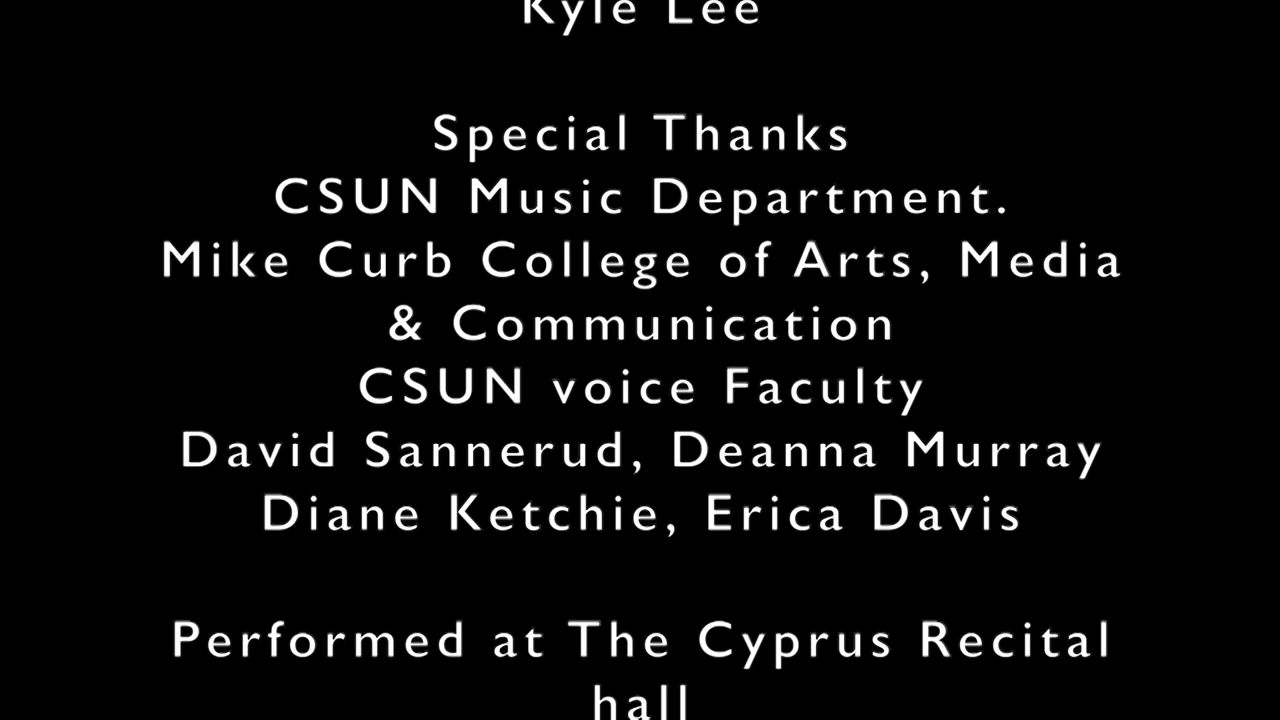 Kyle Lee
Special Thanks
CSUN Music Department.
Mike Curb College of Arts, Media
& Communication
CSUN voice Faculty
David Sannerud, Deanna Murray
Diane Ketchie, Erica Davis
Performed at The Cyprus Recital
hall